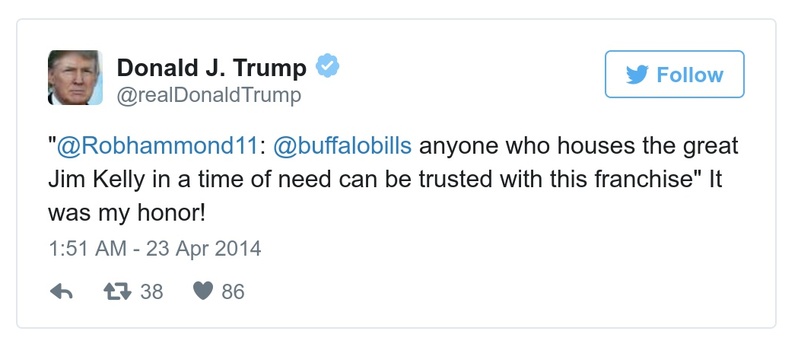 Donald J. Trump
@realDonaldTrump
Follow
"@Robhammond11: @buffalobills anyone who houses the great
Jim Kelly in a time of need can be trusted with this franchise" It
was my honor!
1:51 AM - 23 Apr 2014
38 86